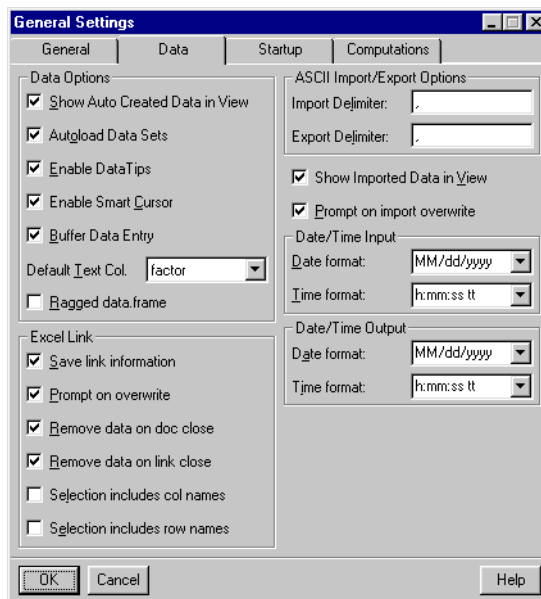 General Settings
General Data Startup Computations
Data Options
Show Auto Created Data in View
Autoload Data Sets
Enable DataTips
Enable Smart Cursor
Buffer Data Entry
Default Text Col. factor
Ragged data.frame
Excel Link
Save link information
Prompt on overwrite
Remove data on doc close
Remove data on link close
Selection includes col names
Selection includes row names
ASCII Import/Export Options
Import Delimiter: ,
Export Delimiter: ,
Show Imported Data in View
Prompt on import overwrite
Date/Time Input
Date format: MM/dd/yyyy
Time format: h:mm:ss tt
Date/Time Output
Date format: MM/dd/yyyy
Time format: h:mm:ss tt
OK Cancel Help